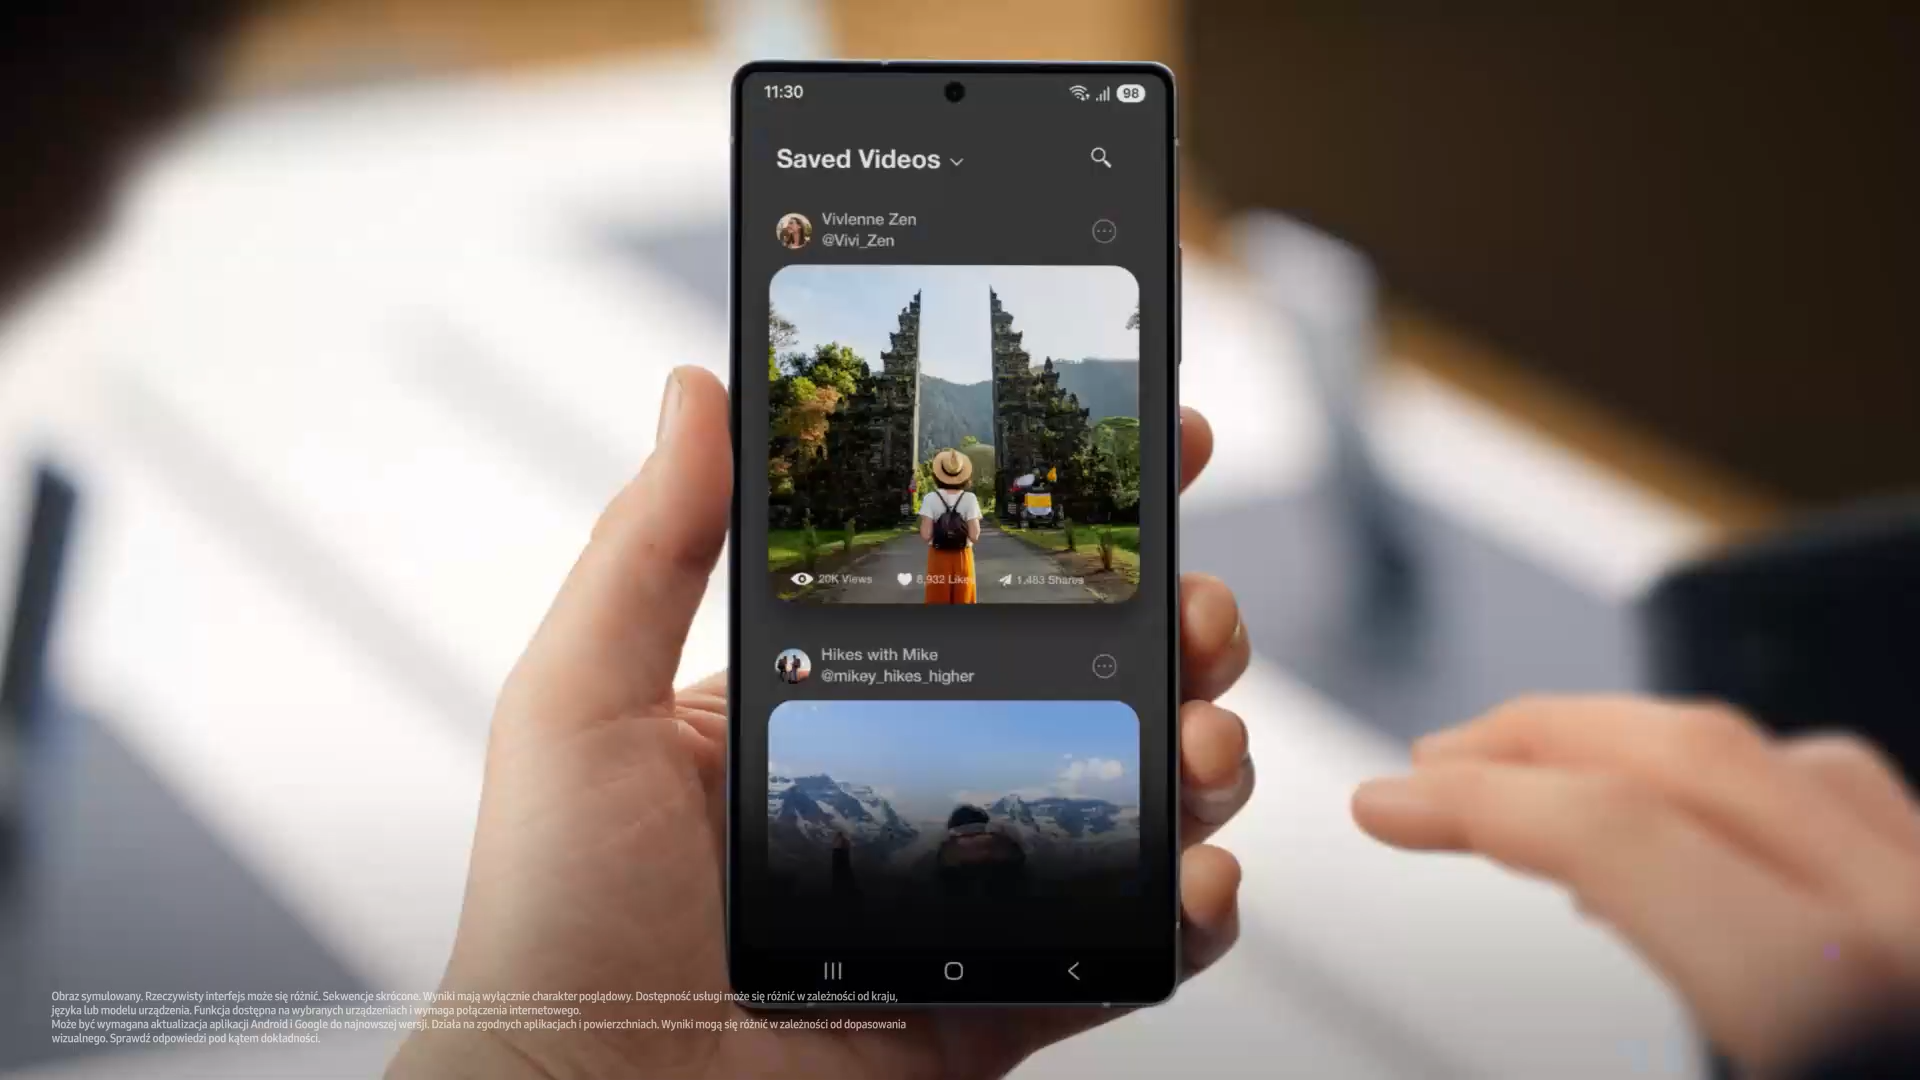 11:30
98
Saved Videos
Vivienne Zen
@Vivi_Zen
20K Views
8,932 Likes
1,483 Shares
Hikes with Mike
@mikey_hikes_higher
Obraz symulowany. Rzeczywisty interfejs może się różnić. Sekwencje skrócone. Wyniki mają wyłącznie charakter poglądowy. Dostępność usługi może się różnić w zależności od kraju,
języka lub modelu urządzenia. Funkcja dostępna na wybranych urządzeniach i wymaga połączenia internetowego.
Może być wymagana aktualizacja aplikacji Android i Google do najnowszej wersji. Działa na zgodnych aplikacjach i powierzchniach. Wyniki mogą się różnić w zależności od dopasowania
wizualnego. Sprawdź odpowiedzi pod kątem dokładności.